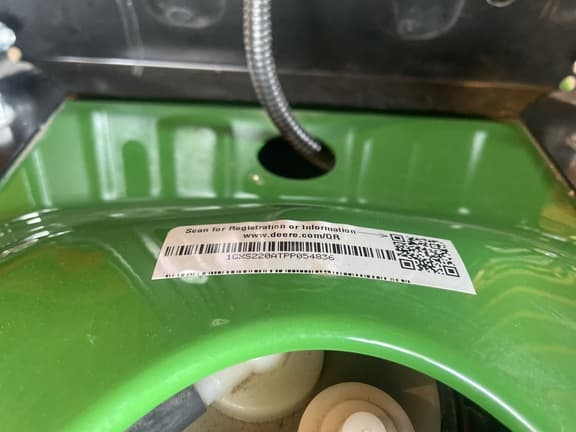 Scan for Registration or Information
www.deere.com/QR
1GXS220ATPP054836